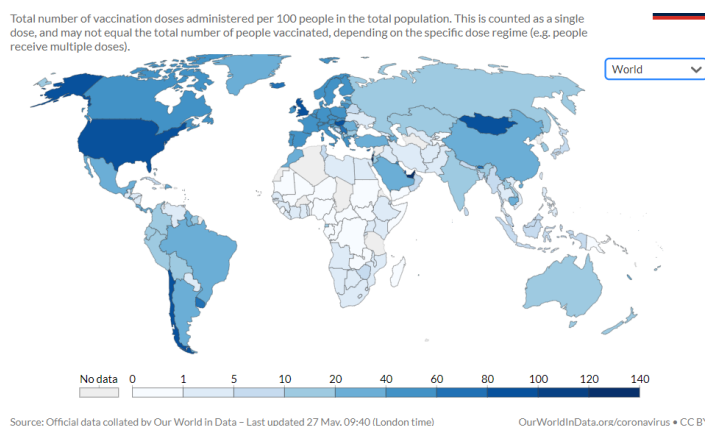 Total number of vaccination doses administered per 100 people in the total population. This is counted as a single
dose, and may not equal the total number of people vaccinated, depending on the specific dose regime (e.g. people
receive multiple doses).
World
No data 0 1 5 10 20 40 60 80 100 120 140
Source: Official data collated by Our World in Data – Last updated 27 May, 09:40 (London time) OurWorldInData.org/coronavirus • CC BY